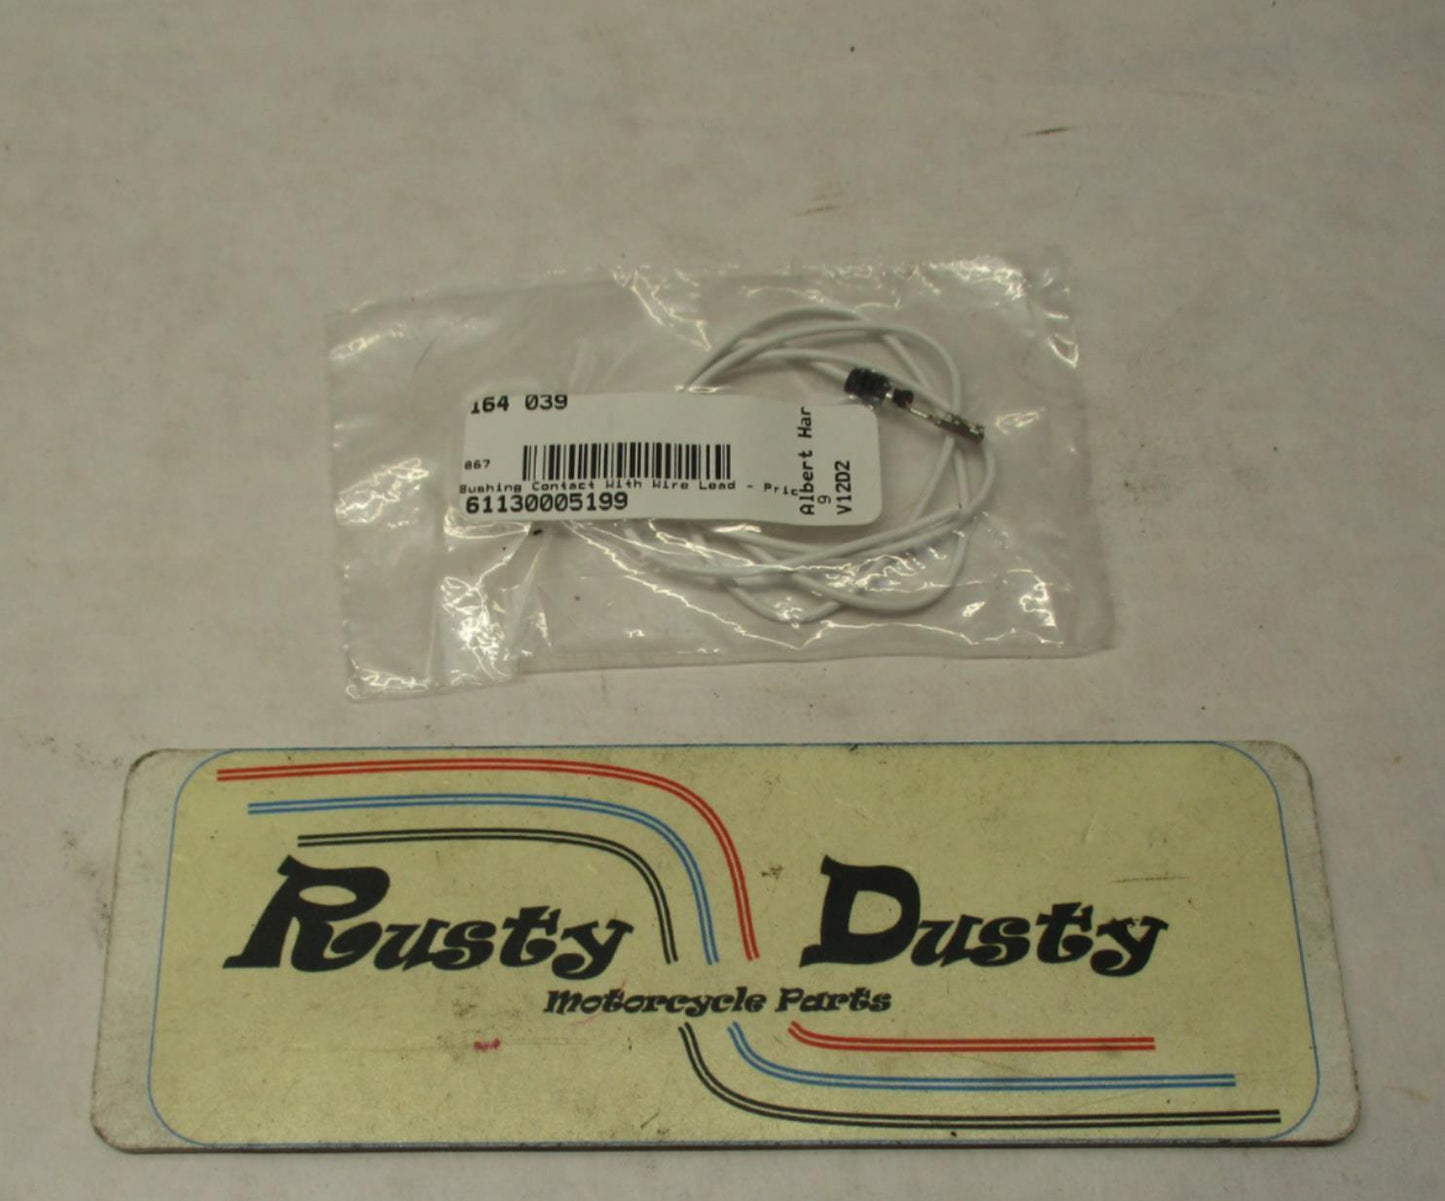 164 039
867
Bushing Contact With Wire Lead - Pric
61130005199
Albert Har
9
V12D2
Rusty Dusty
Motorcycle Parts